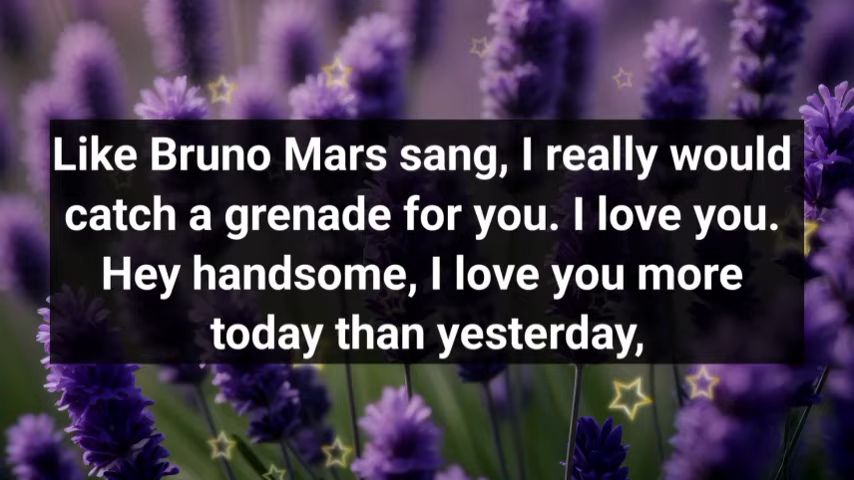 Like Bruno Mars sang, I really would
catch a grenade for you. I love you.
Hey handsome, I love you more
today than yesterday,